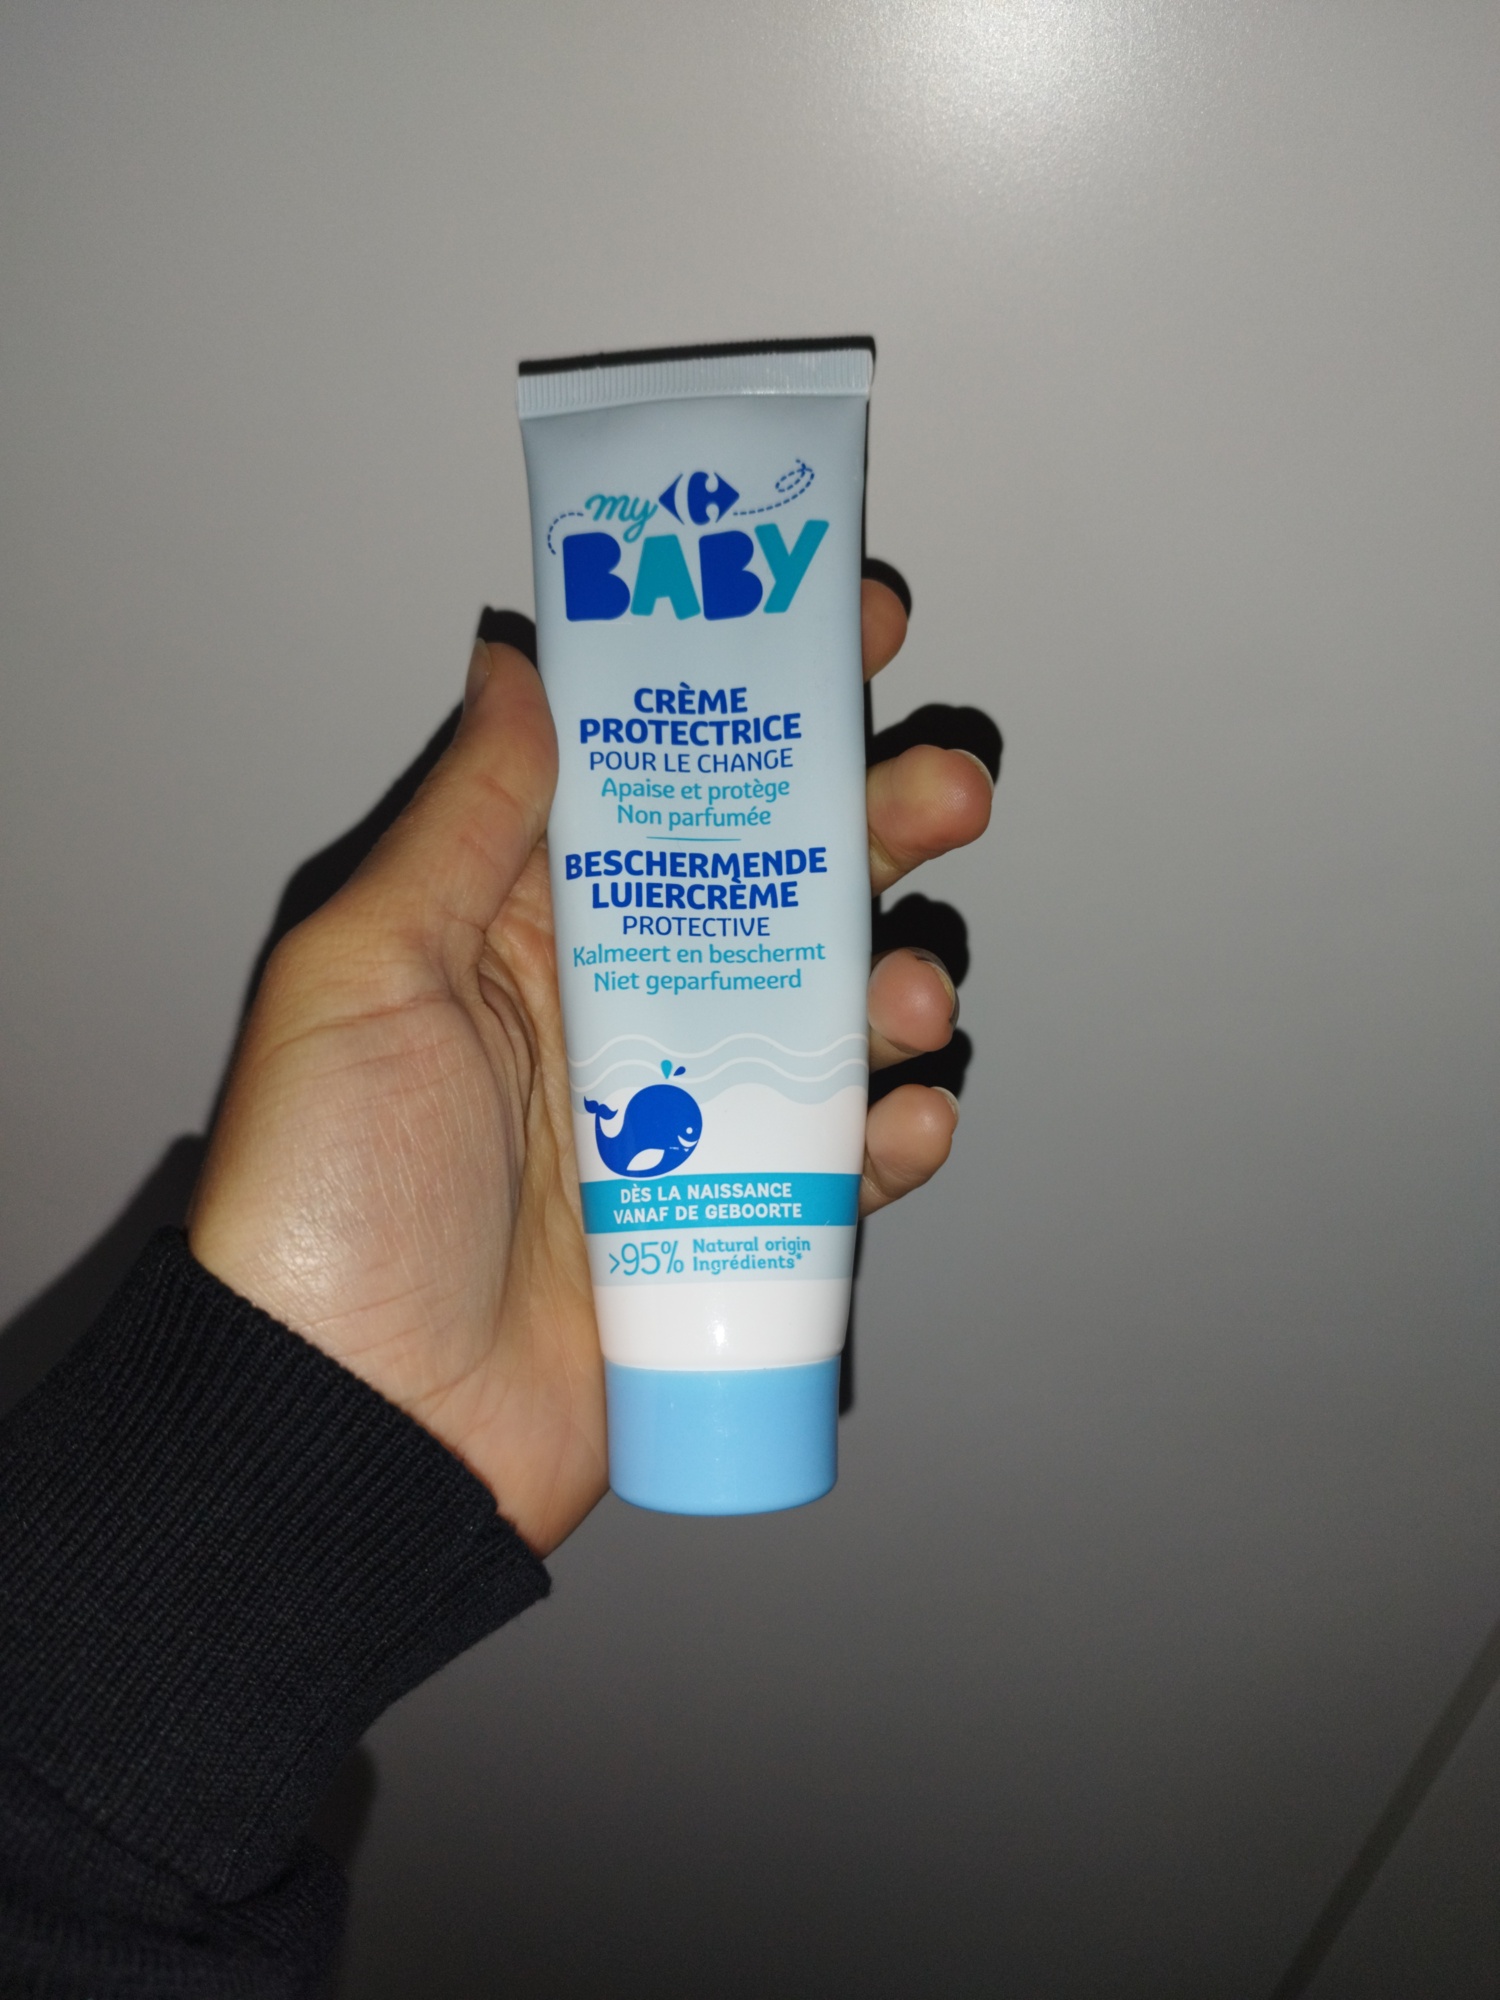 my
BABY
CRÈME
PROTECTRICE
POUR LE CHANGE
Apaise et protège
Non parfumée
BESCHERMENDE
LUIERCRÈME
PROTECTIVE
Kalmeert en beschermt
Niet geparfumeerd
DÈS LA NAISSANCE
VANAF DE GEBOORTE
>95% Natural origin
Ingrédients*